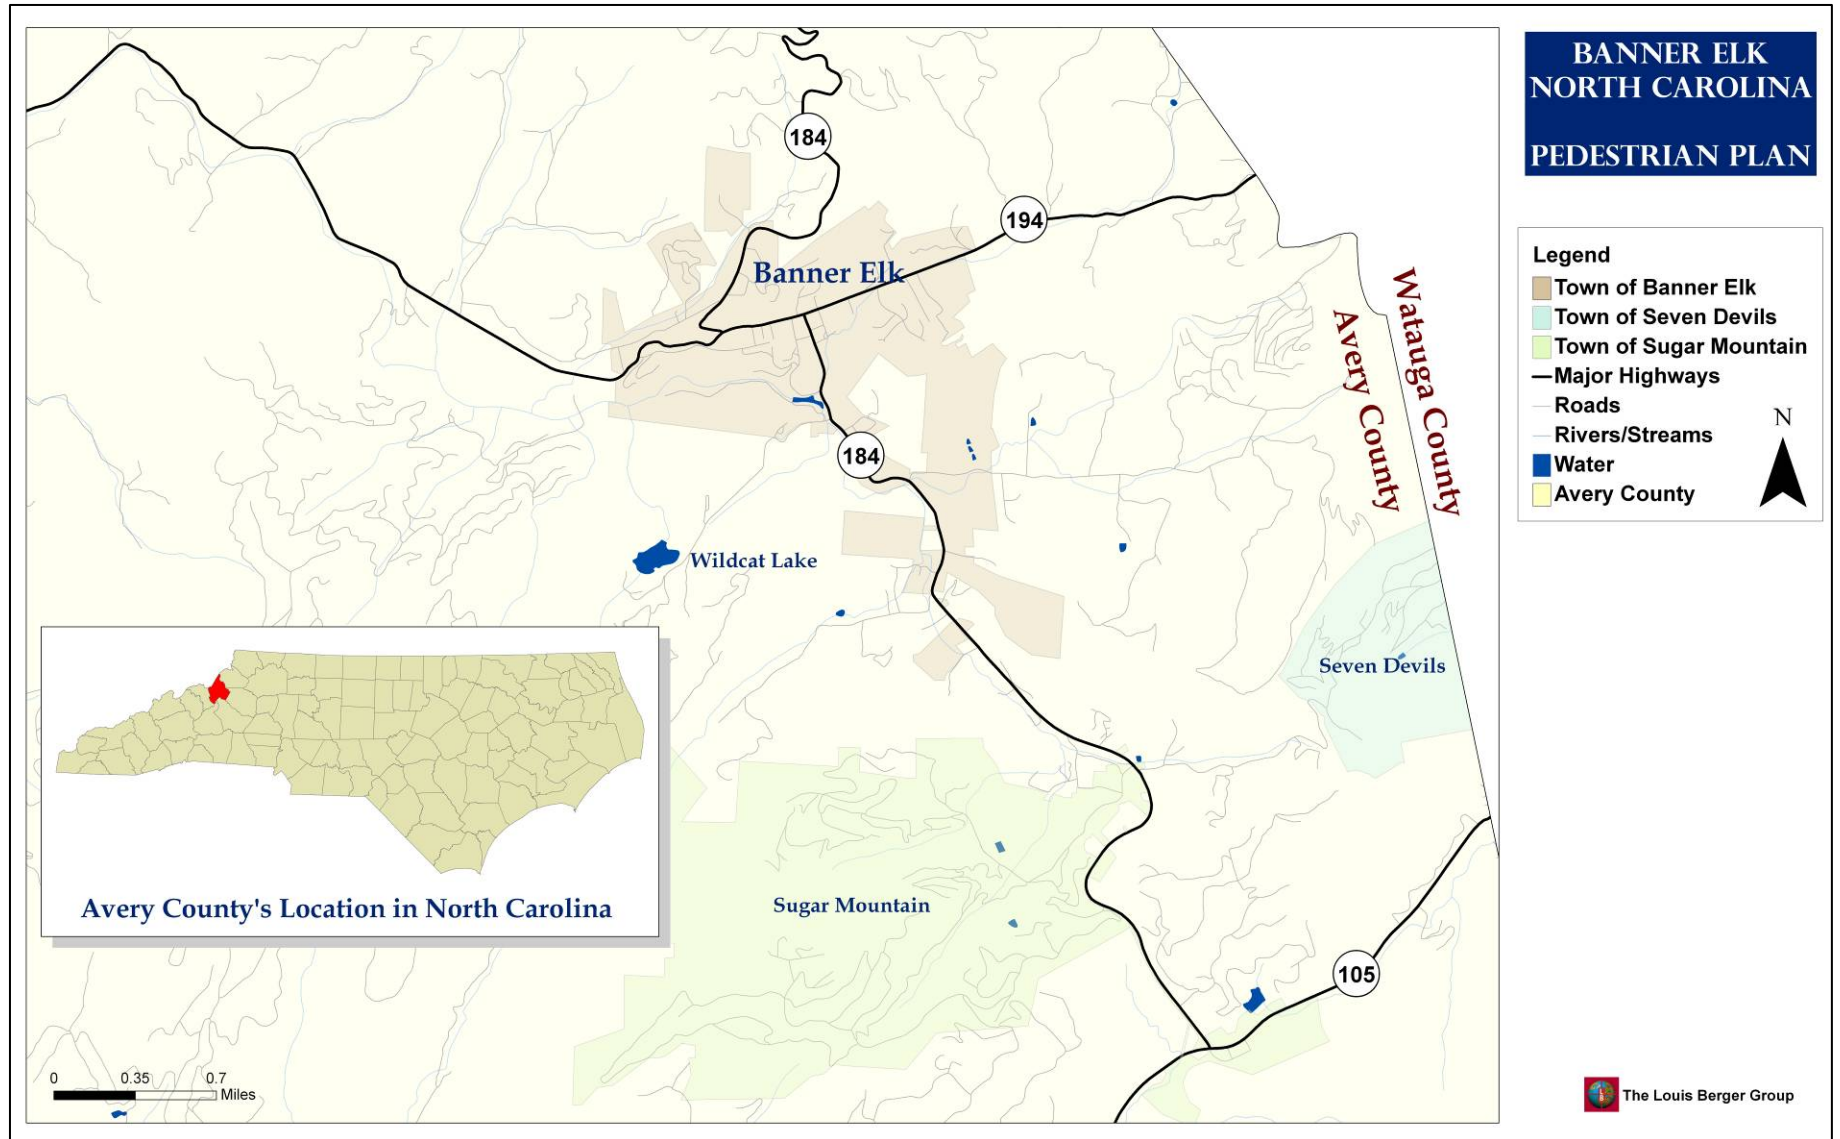 BANNER ELK
NORTH CAROLINA
PEDESTRIAN PLAN
184
194
Banner Elk
Watauga County
Avery County
184
Wildcat Lake
Seven Devils
Sugar Mountain
105
Avery County's Location in North Carolina
0 0.35 0.7
Miles
Legend
Town of Banner Elk
Town of Seven Devils
Town of Sugar Mountain
Major Highways
Roads
Rivers/Streams
Water
Avery County
N
The Louis Berger Group